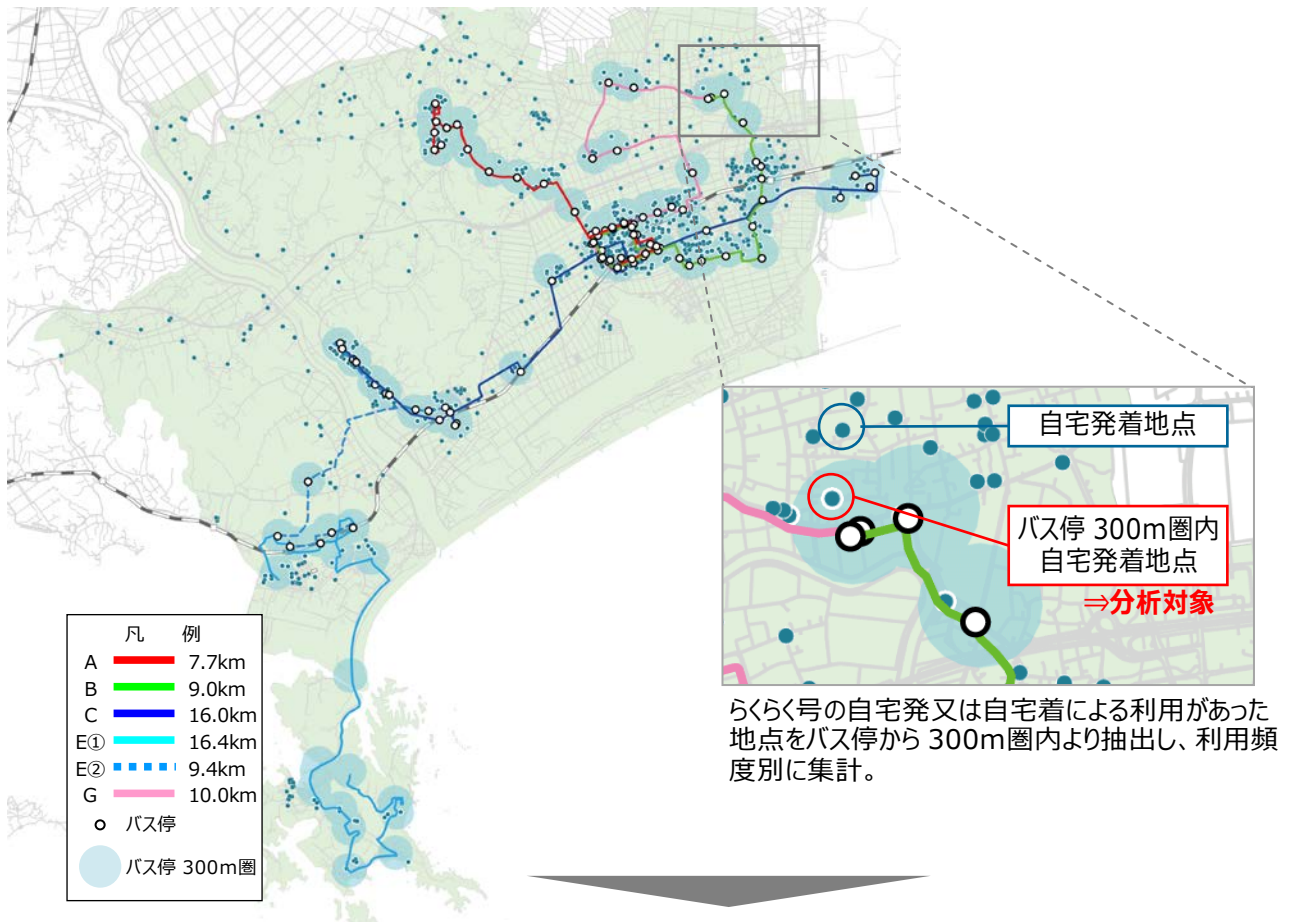 自宅発着地点
バス停 300m圏内
自宅発着地点
⇒分析対象
らくらく号の自宅発又は自宅着による利用があった
地点をバス停から 300m圏内より抽出し、利用頻
度別に集計。
凡 例
A 7.7km
B 9.0km
C 16.0km
E① 16.4km
E② 9.4km
G 10.0km
バス停
バス停 300m圏